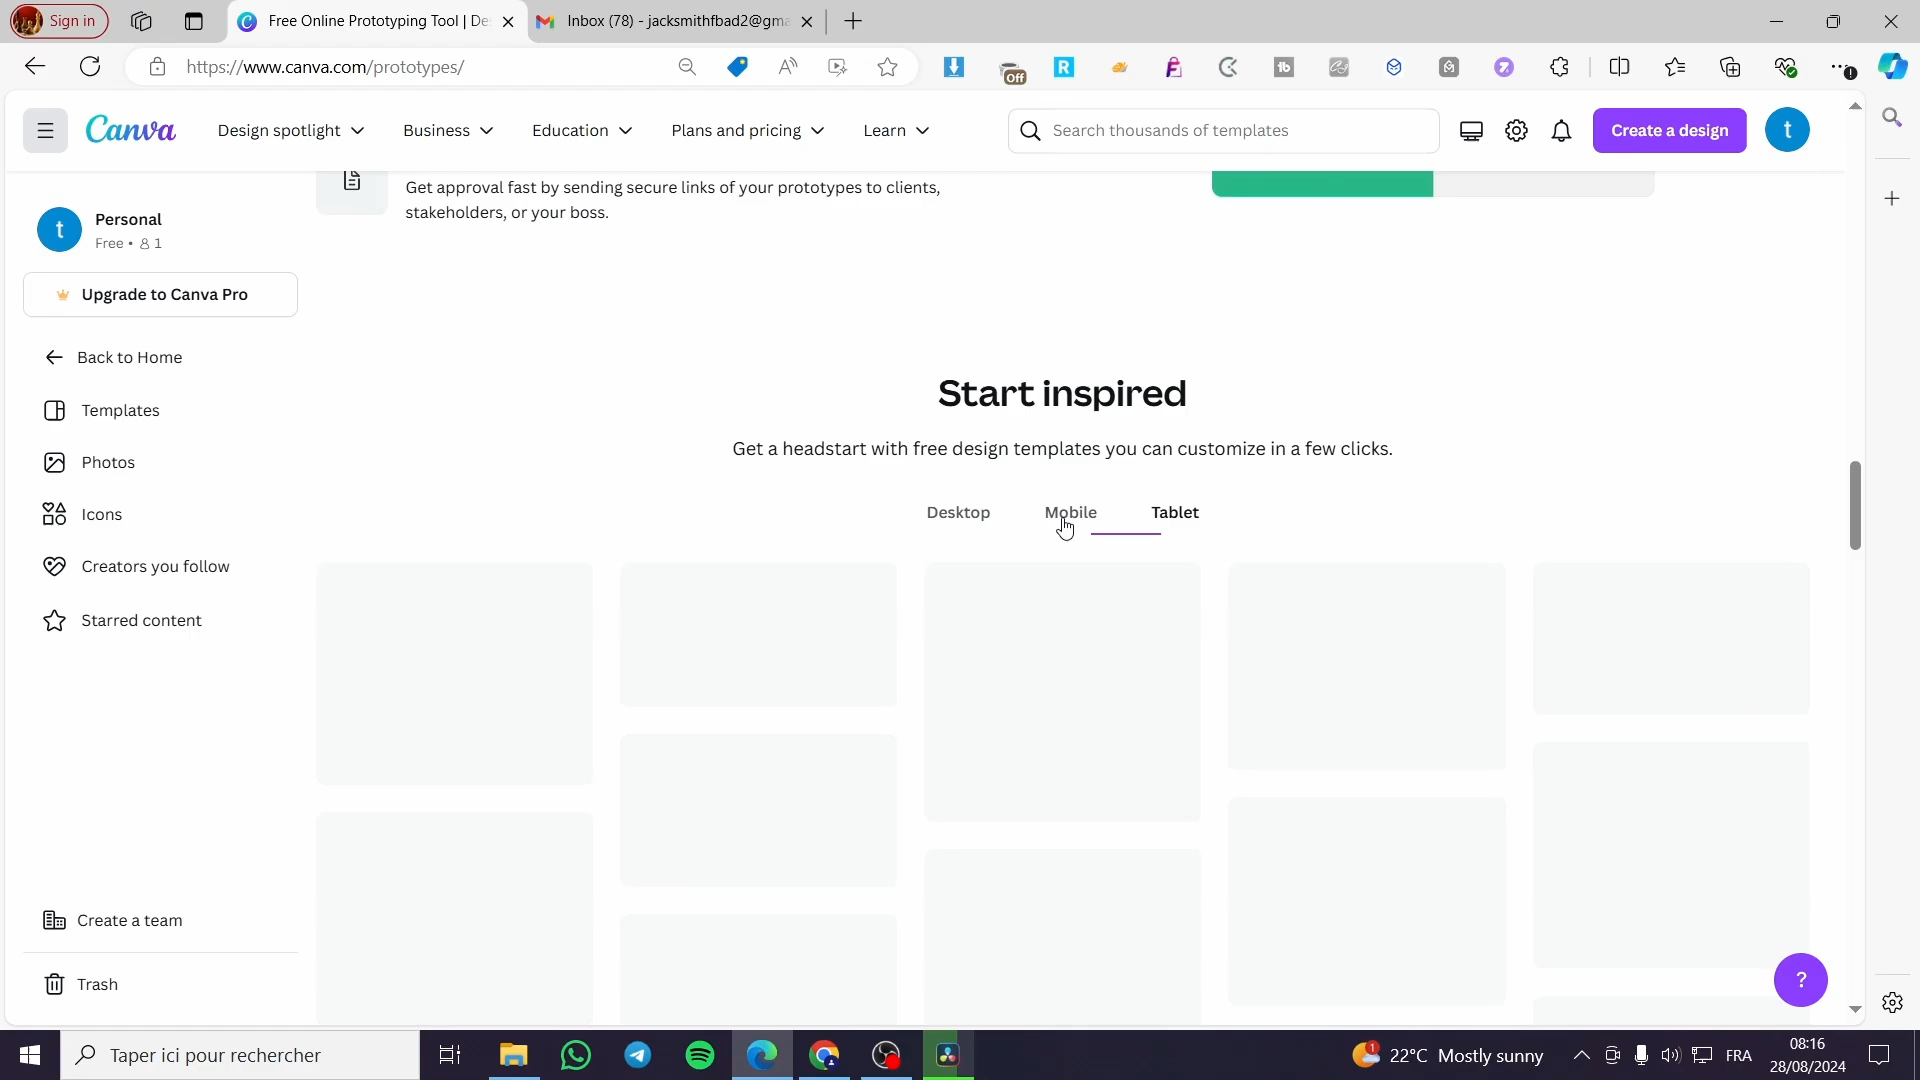 Sign in
Free Online Prototyping Tool | De
Inbox (78) - jacksmithfbad2@gma
https://www.canva.com/prototypes/
Off
R
tb
Canva
Design spotlight
Business
Education
Plans and pricing
Learn
Search thousands of templates
Create a design
t
Get approval fast by sending secure links of your prototypes to clients,
stakeholders, or your boss.
t
Personal
Free • 1
Upgrade to Canva Pro
Back to Home
Templates
Photos
Icons
Creators you follow
Starred content
Create a team
Trash
Start inspired
Get a headstart with free design templates you can customize in a few clicks.
Desktop
Mobile
Tablet
?
Taper ici pour rechercher
1
22°C Mostly sunny
FRA
08:16
28/08/2024